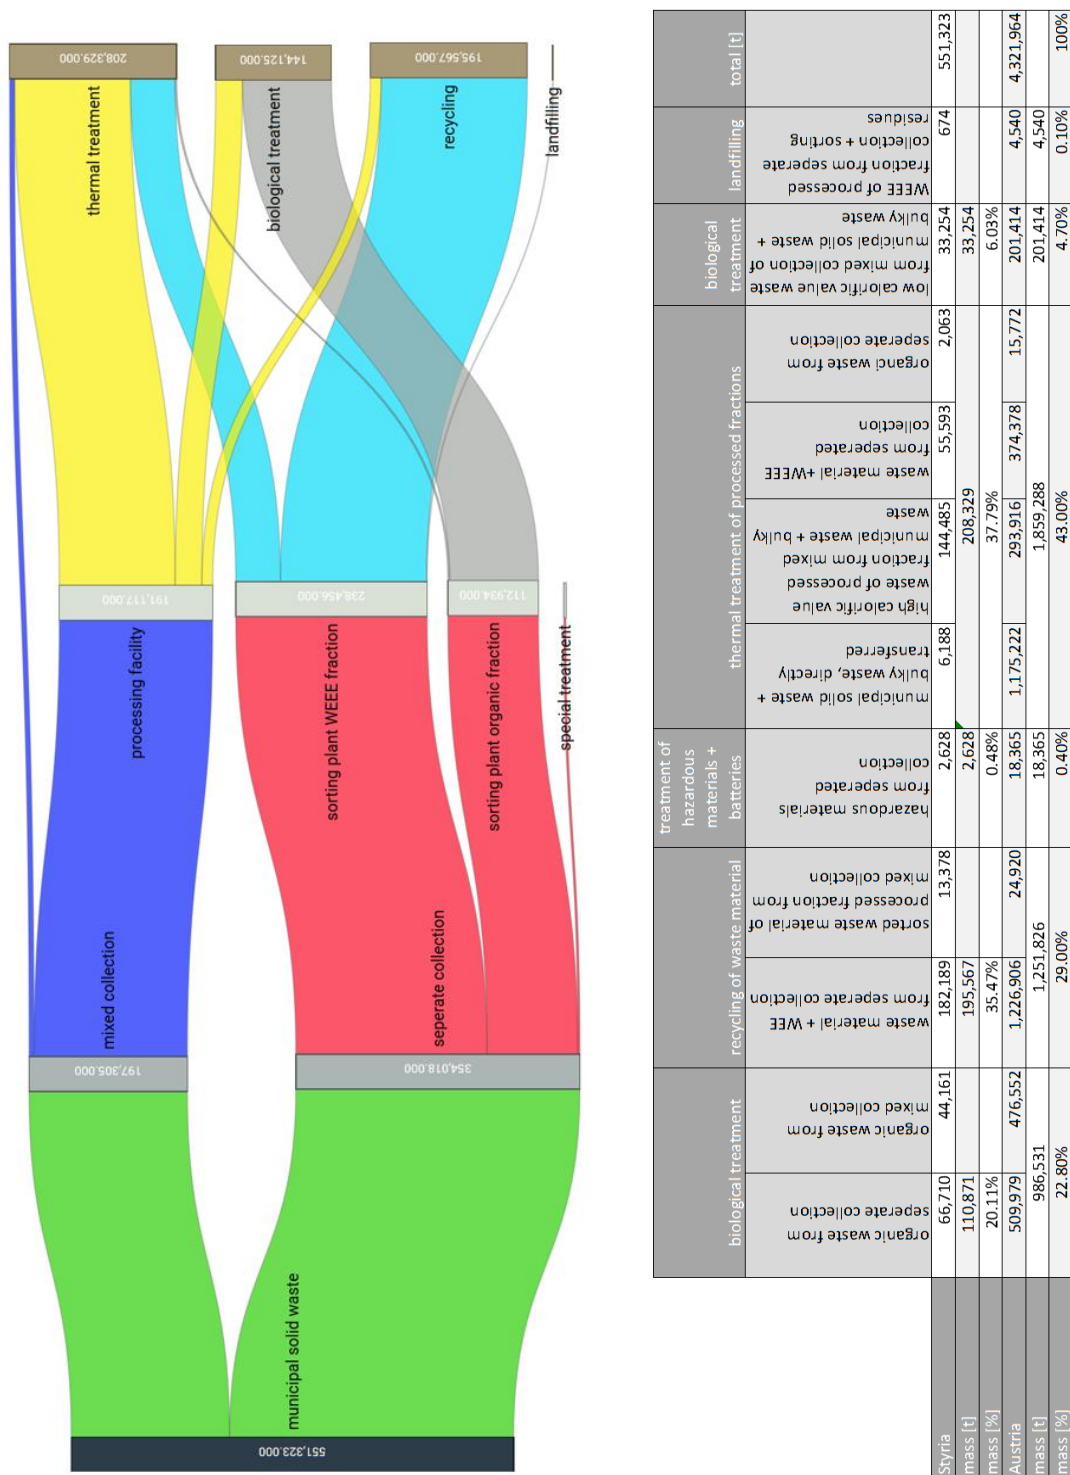 551,323.000
municipal solid waste
197,305.000
mixed collection
354,018.000
seperate collection
191,117.000
processing facility
238,456.000
sorting plant WEEE fraction
112,934.000
sorting plant organic fraction
special treatment
208,329.000
thermal treatment
144,125.000
biological treatment
195,567.000
recycling
landfilling
biological treatment
recycling of waste material
treatment of
hazardous
materials +
batteries
thermal treatment of processed fractions
biological
treatment
landfilling
total [t]
organic waste from
seperate collection
organic waste from
mixed collection
waste material + WEE
from seperate collection
sorted waste material of
processed fraction from
mixed collection
hazardous materials
from seperated
collection
municipal solid waste +
bulky waste, directly
transferred
high calorific value
waste of processed
fraction from mixed
municipal waste + bulky
waste
waste material +WEEE
from seperated
collection
organci waste from
seperate collection
low calorific value waste
from mixed collection of
municipal solid waste +
bulky waste
WEEE of processed
fraction from seperate
collection + sorting
residues
Styria 66,710 44,161 182,189 13,378 2,628 6,188 144,485 55,593 2,063 33,254 674 551,323
mass [t] 110,871 195,567 2,628 208,329 33,254
mass [%] 20.11% 35.47% 0.48% 37.79% 6.03%
Austria 509,979 476,552 1,226,906 24,920 18,365 1,175,222 293,916 374,378 15,772 201,414 4,540 4,321,964
mass [t] 986,531 1,251,826 18,365 1,859,288 201,414 4,540
mass [%] 22.80% 29.00% 0.40% 43.00% 4.70% 0.10% 100%